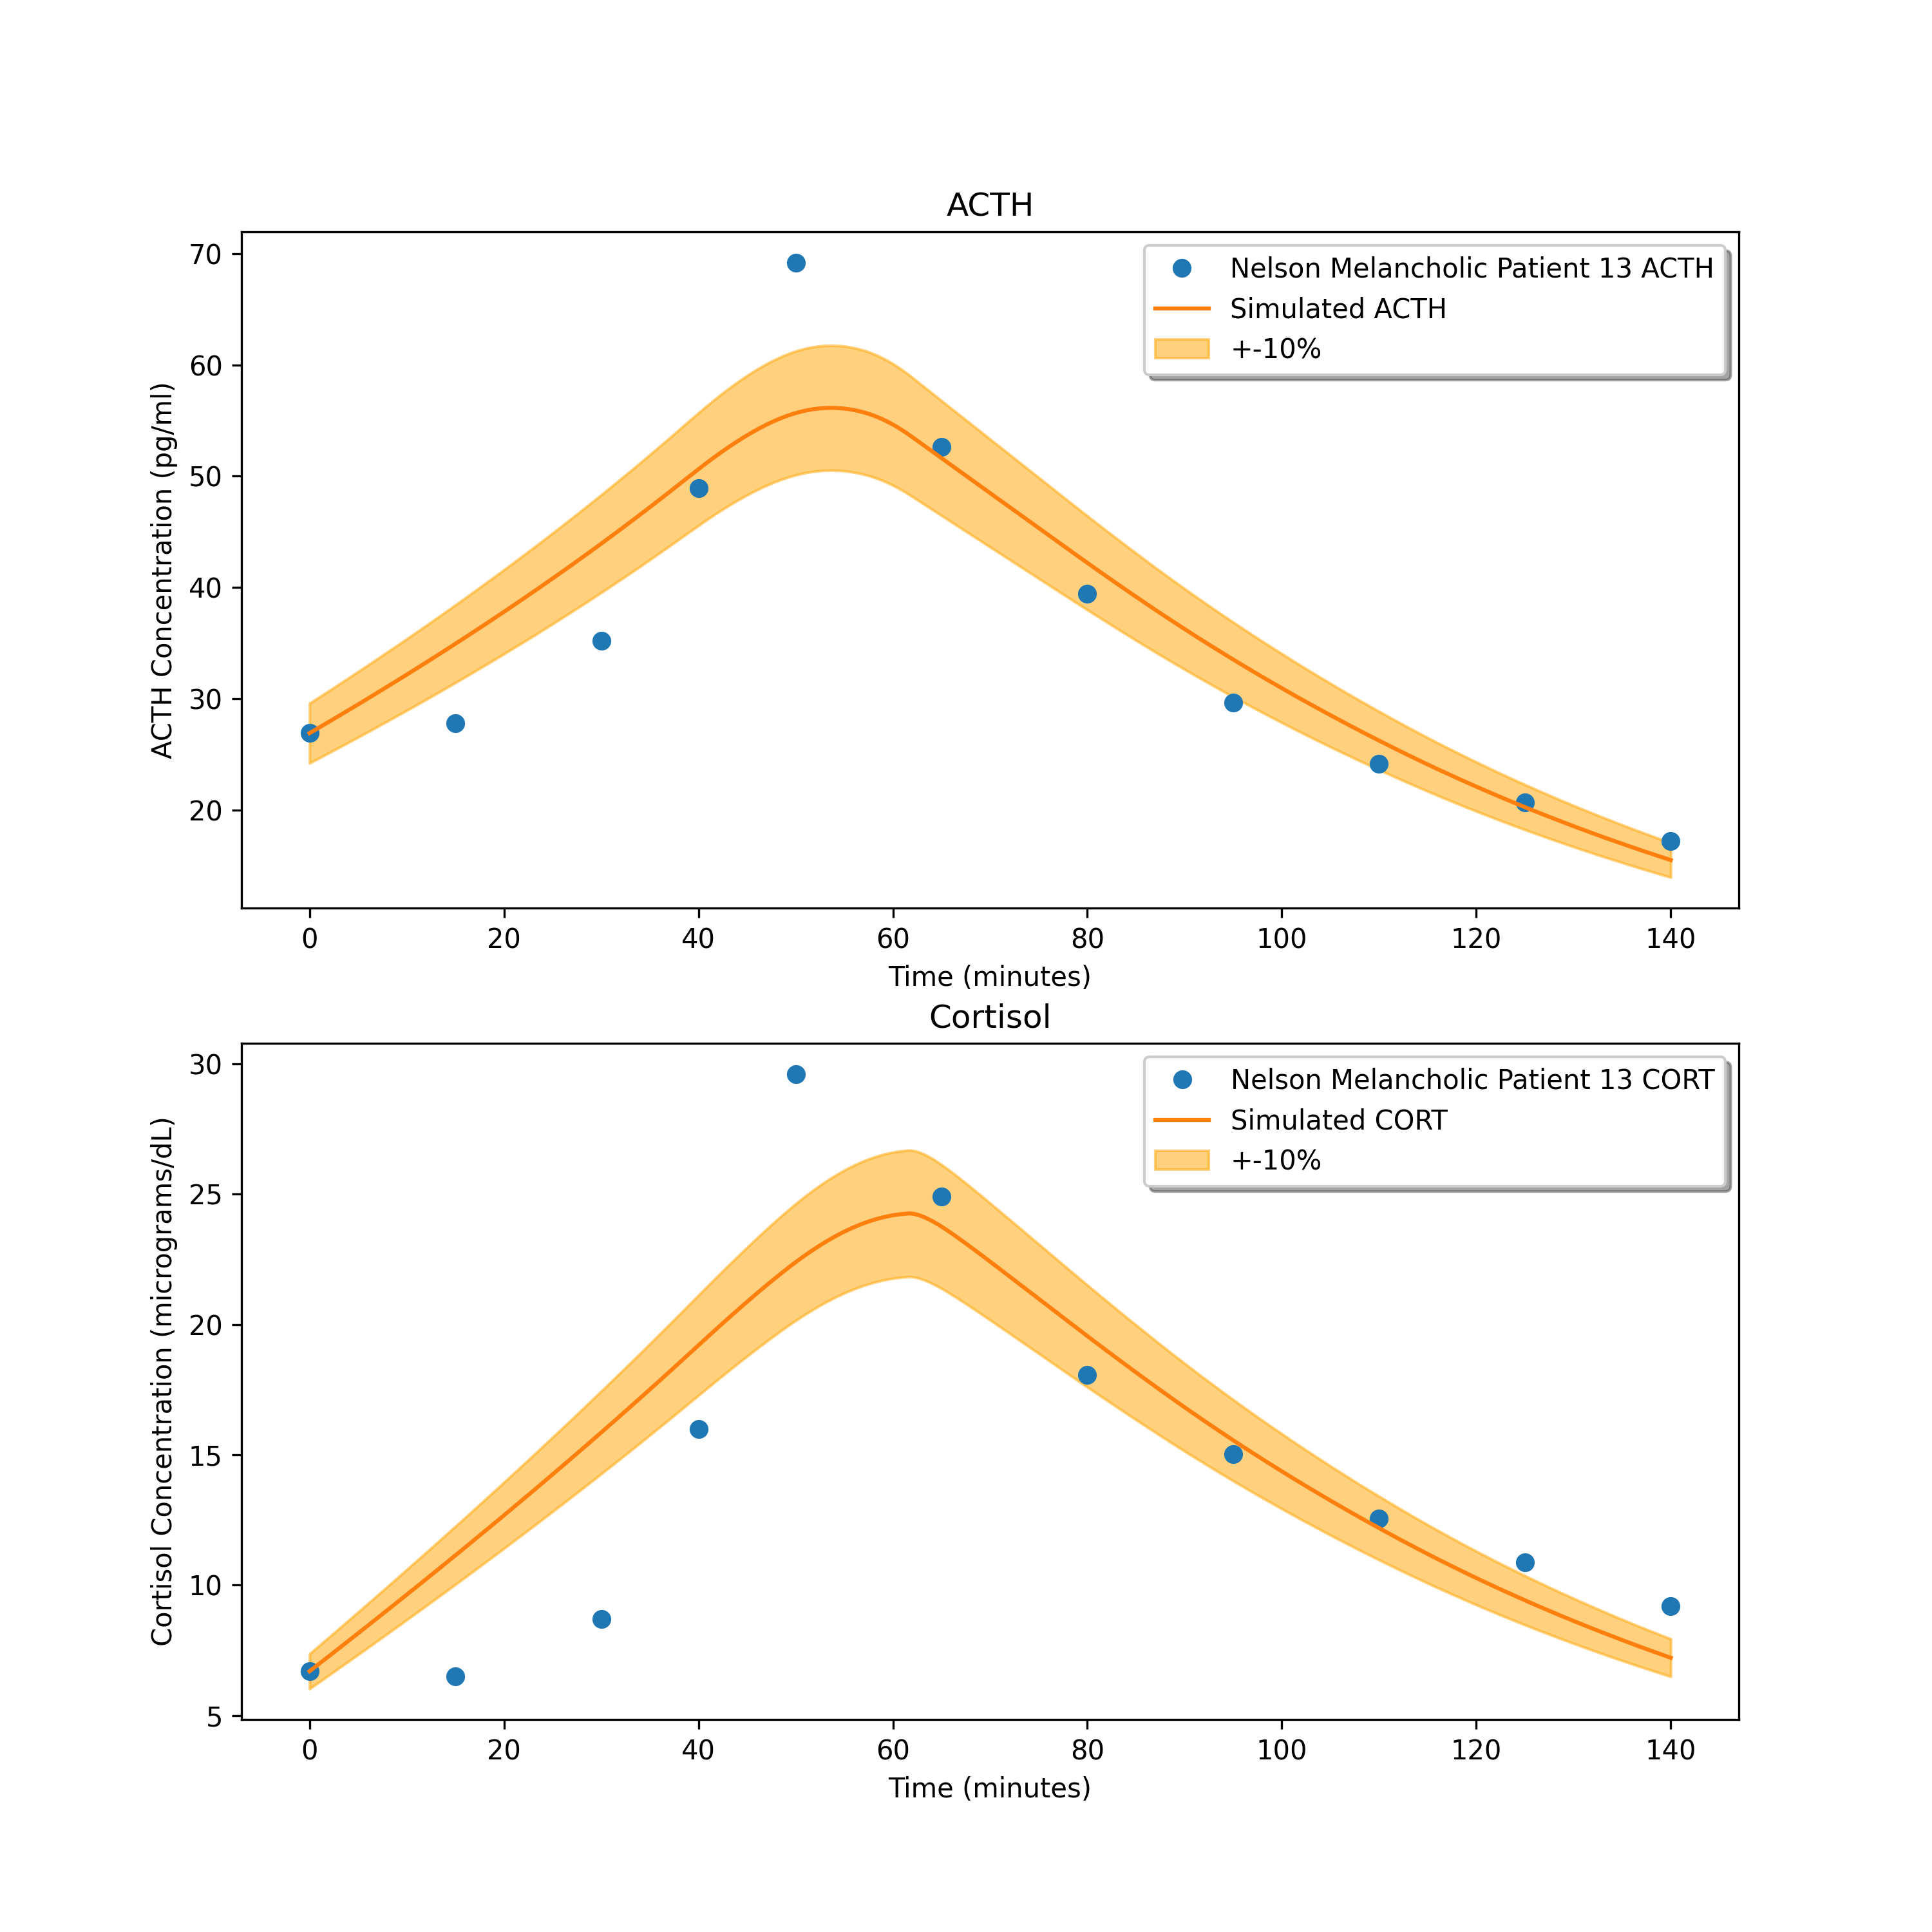 ACTH
70
60
50
40
30
20
ACTH Concentration (pg/ml)
Nelson Melancholic Patient 13 ACTH
Simulated ACTH
+-10%
0 20 40 60 80 100 120 140
Time (minutes)
Cortisol
30
25
20
15
10
5
Cortisol Concentration (micrograms/dL)
Nelson Melancholic Patient 13 CORT
Simulated CORT
+-10%
0 20 40 60 80 100 120 140
Time (minutes)